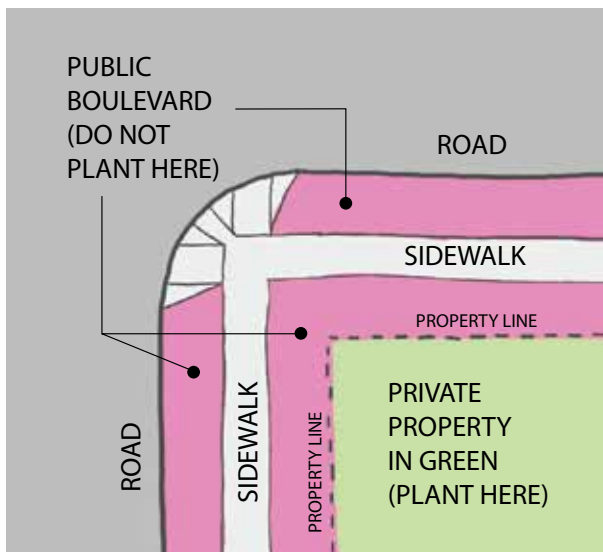 PUBLIC
BOULEVARD
(DO NOT
PLANT HERE)
ROAD
SIDEWALK
PROPERTY LINE
PRIVATE
PROPERTY
IN GREEN
(PLANT HERE)
PROPERTY LINE
SIDEWALK
ROAD